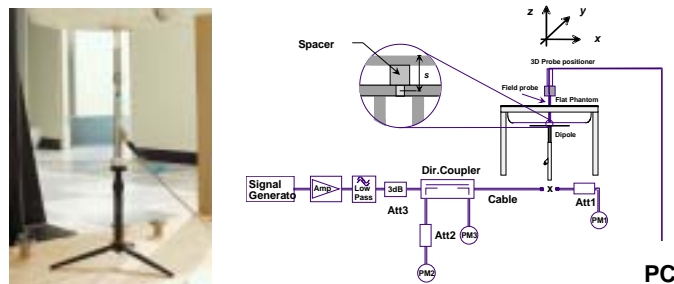 z
y
x
Spacer
s
3D Probe positioner
Field probe
Flat Phantom
Dipole
Signal
Generato
Amp
Low
Pass
3dB
Att3
Dir.Coupler
Cable
x
Att1
PM1
Att2
PM3
PM2
PC